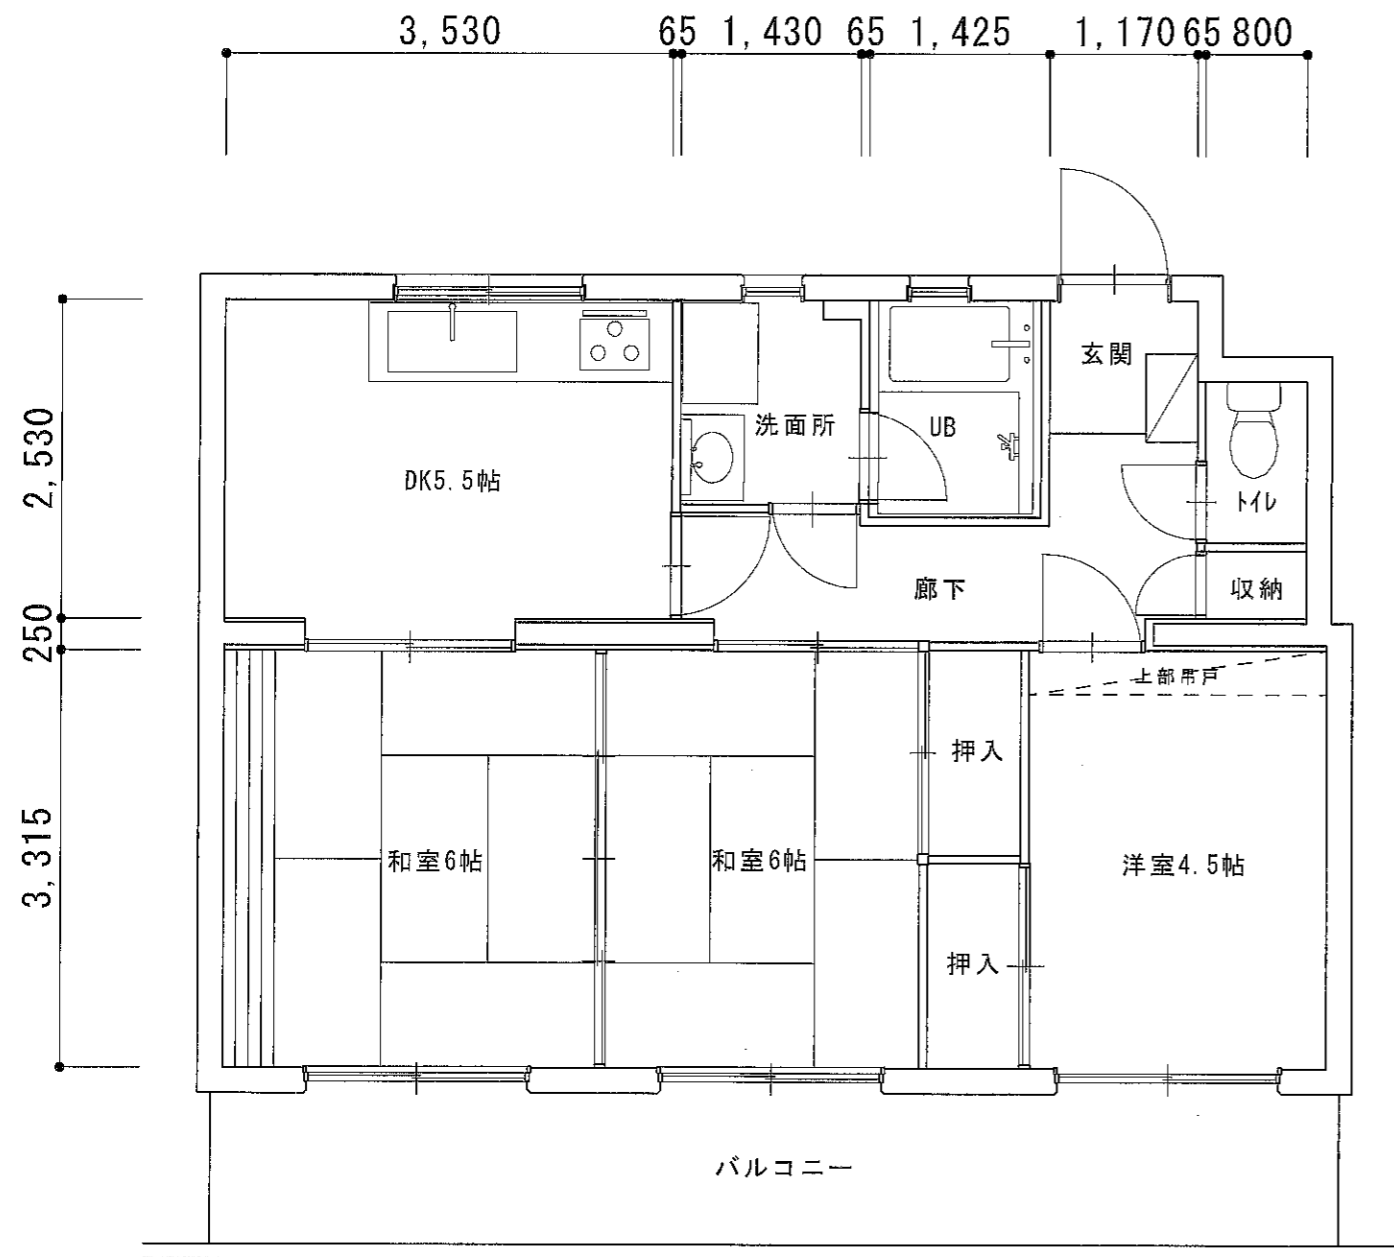 3,530 65 1,430 65 1,425 1,170 65 800
2,530
250
3,315
玄関
洗面所
UB
DK5.5帖
トイレ
廊下
収納
上部吊戸
押入
和室6帖
和室6帖
洋室4.5帖
押入
バルコニー